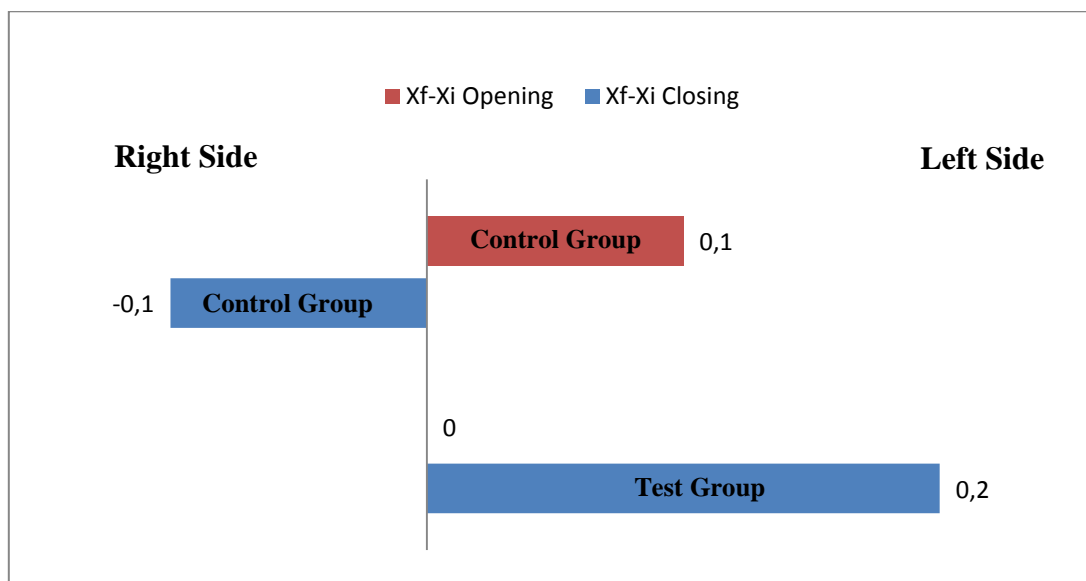 Xf-Xi Opening Xf-Xi Closing
Right Side Left Side
Control Group 0,1
-0,1 Control Group
0
Test Group 0,2